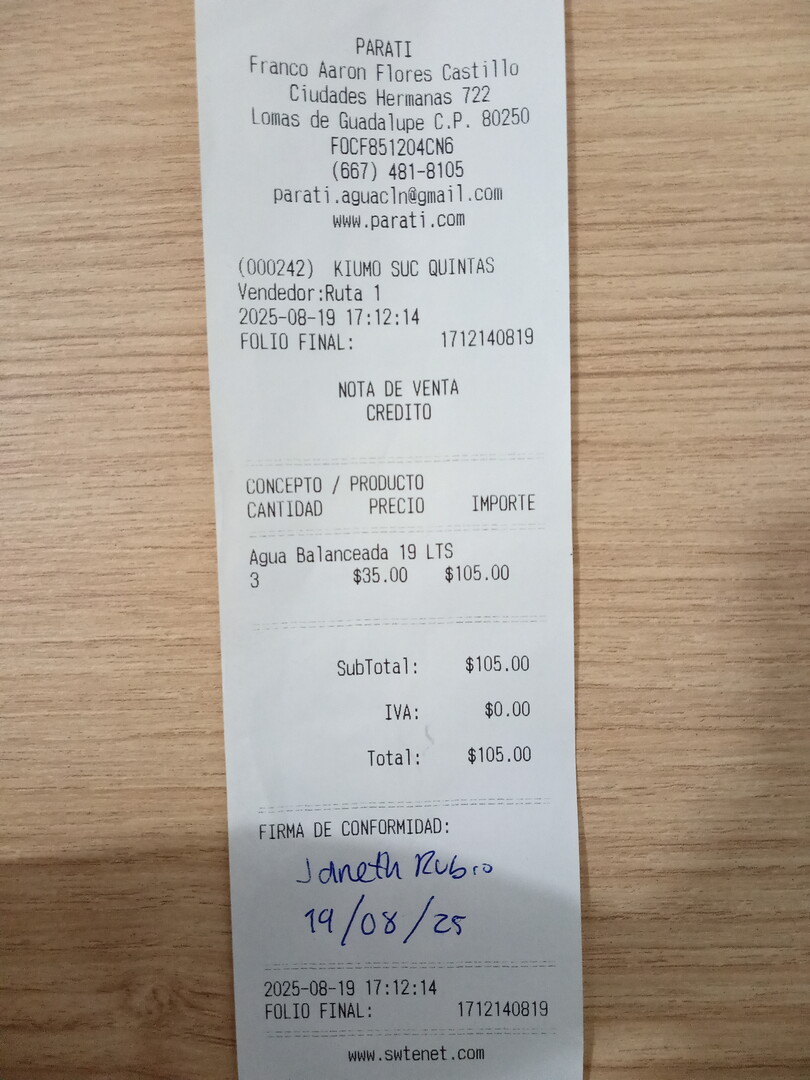 PARATI
Franco Aaron Flores Castillo
Ciudades Hermanas 722
Lomas de Guadalupe C.P. 80250
FOCF851204CN6
(667) 481-8105
parati.aguacln@gmail.com
www.parati.com
(000242) KIUMO SUC QUINTAS
Vendedor:Ruta 1
2025-08-19 17:12:14
FOLIO FINAL: 1712140819
NOTA DE VENTA
CREDITO
CONCEPTO / PRODUCTO
CANTIDAD PRECIO IMPORTE
Agua Balanceada 19 LTS
3 $35.00 $105.00
SubTotal: $105.00
IVA: $0.00
Total: $105.00
FIRMA DE CONFORMIDAD:
Janeth Rubio
19/08/25
2025-08-19 17:12:14
FOLIO FINAL: 1712140819
www.swtenet.com